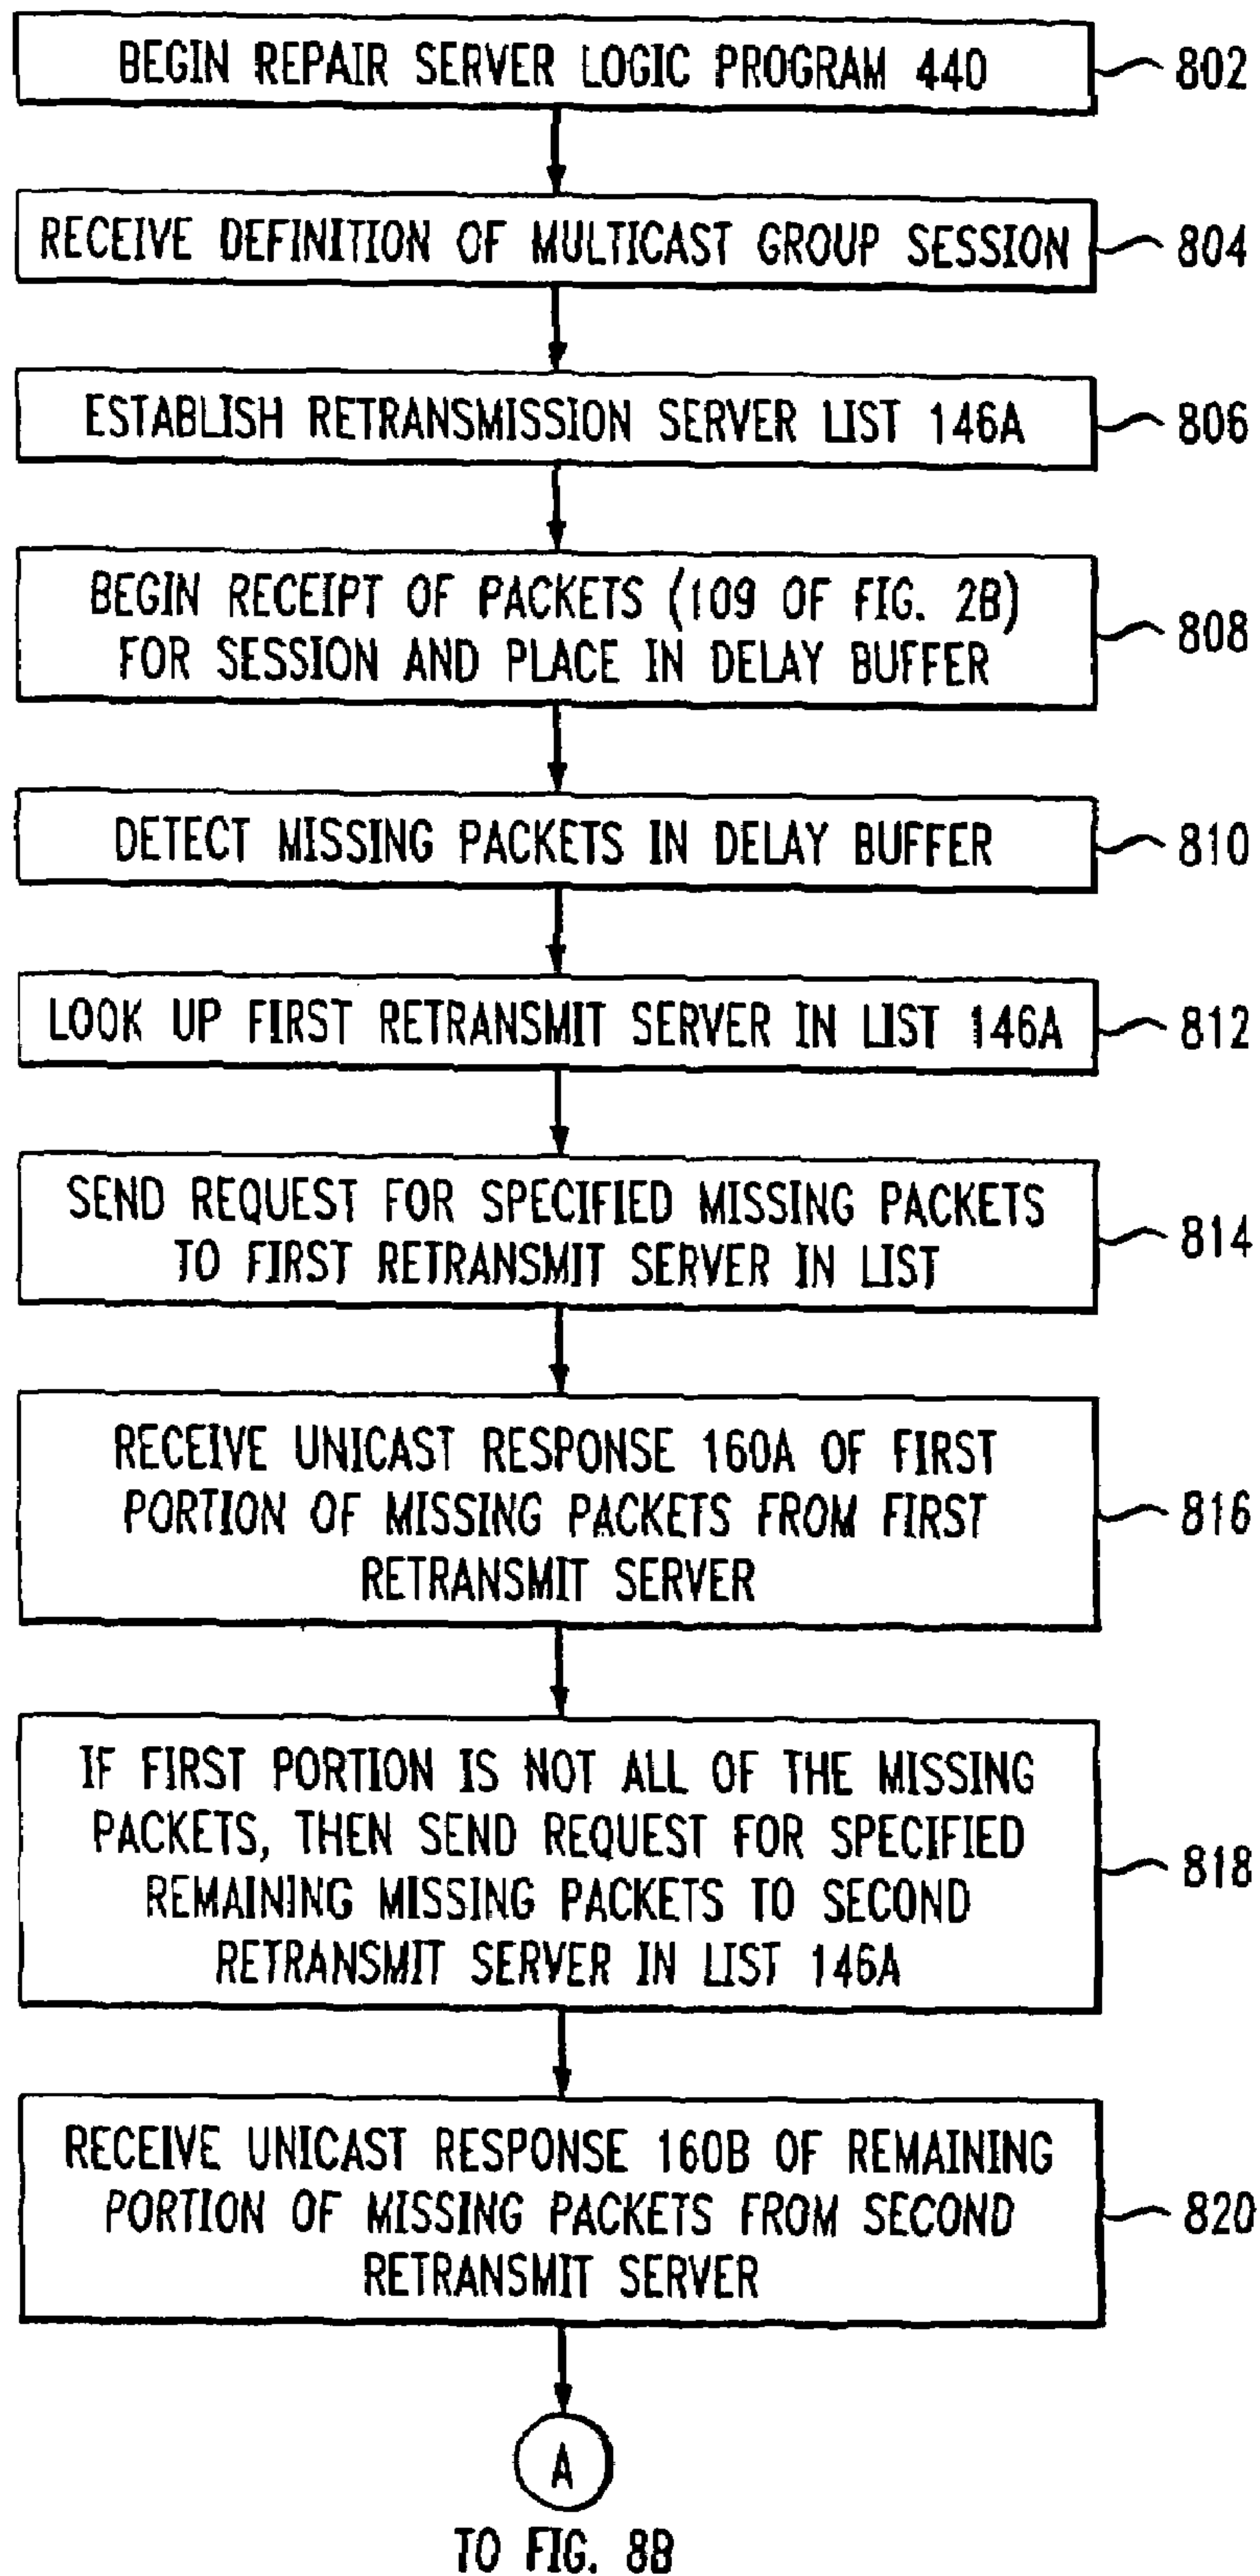 BEGIN REPAIR SERVER LOGIC PROGRAM 440
802
RECEIVE DEFINITION OF MULTICAST GROUP SESSION
804
ESTABLISH RETRANSMISSION SERVER LIST 146A
806
BEGIN RECEIPT OF PACKETS (109 OF FIG. 2B)
FOR SESSION AND PLACE IN DELAY BUFFER
808
DETECT MISSING PACKETS IN DELAY BUFFER
810
LOOK UP FIRST RETRANSMIT SERVER IN LIST 146A
812
SEND REQUEST FOR SPECIFIED MISSING PACKETS
TO FIRST RETRANSMIT SERVER IN LIST
814
RECEIVE UNICAST RESPONSE 160A OF FIRST
PORTION OF MISSING PACKETS FROM FIRST
RETRANSMIT SERVER
816
IF FIRST PORTION IS NOT ALL OF THE MISSING
PACKETS, THEN SEND REQUEST FOR SPECIFIED
REMAINING MISSING PACKETS TO SECOND
RETRANSMIT SERVER IN LIST 146A
818
RECEIVE UNICAST RESPONSE 160B OF REMAINING
PORTION OF MISSING PACKETS FROM SECOND
RETRANSMIT SERVER
820
A
TO FIG. 8B